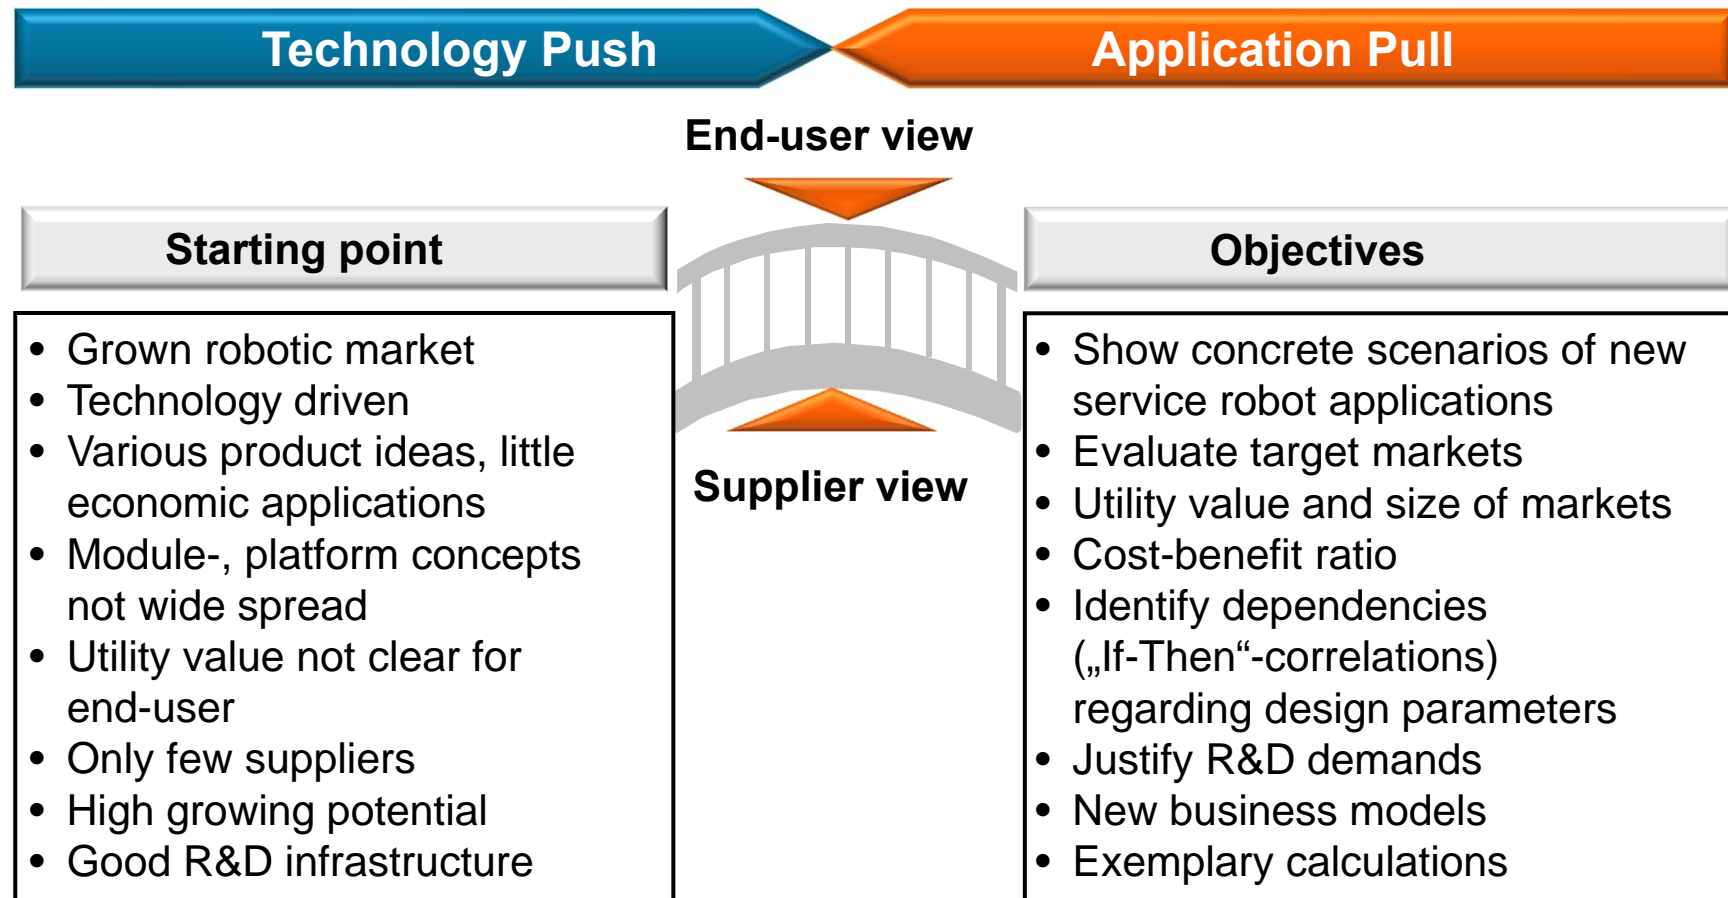 Technology Push
Application Pull
End-user view
Starting point
Objectives
• Grown robotic market
• Technology driven
• Various product ideas, little
economic applications
• Module-, platform concepts
not wide spread
• Utility value not clear for
end-user
• Only few suppliers
• High growing potential
• Good R&D infrastructure
Supplier view
• Show concrete scenarios of new
service robot applications
• Evaluate target markets
• Utility value and size of markets
• Cost-benefit ratio
• Identify dependencies
(„If-Then“-correlations)
regarding design parameters
• Justify R&D demands
• New business models
• Exemplary calculations